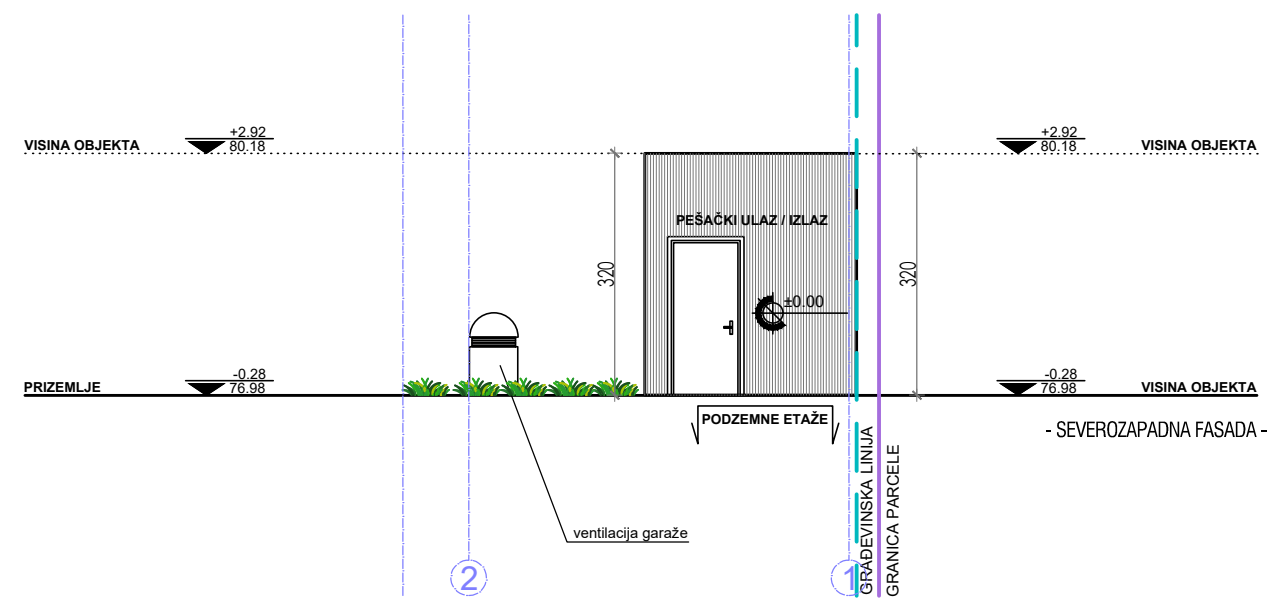 +2.92
+2.92
VISINA OBJEKTA
80.18
80.18
VISINA OBJEKTA
PEŠAČKI ULAZ / IZLAZ
320
320
±0.00
-0.28
-0.28
PRIZEMLJE
76.98
76.98
VISINA OBJEKTA
PODZEMNE ETAŽE
- SEVEROZAPADNA FASADA -
GRAĐEVINSKA LINIJA
GRANICA PARCELE
ventilacija garaže
2
1